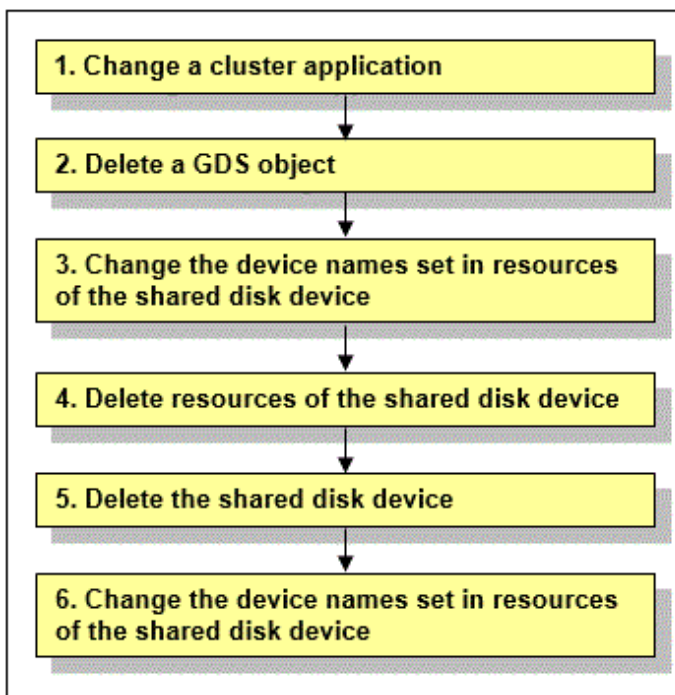 1. Change a cluster application
2. Delete a GDS object
3. Change the device names set in resources
of the shared disk device
4. Delete resources of the shared disk device
5. Delete the shared disk device
6. Change the device names set in resources
of the shared disk device